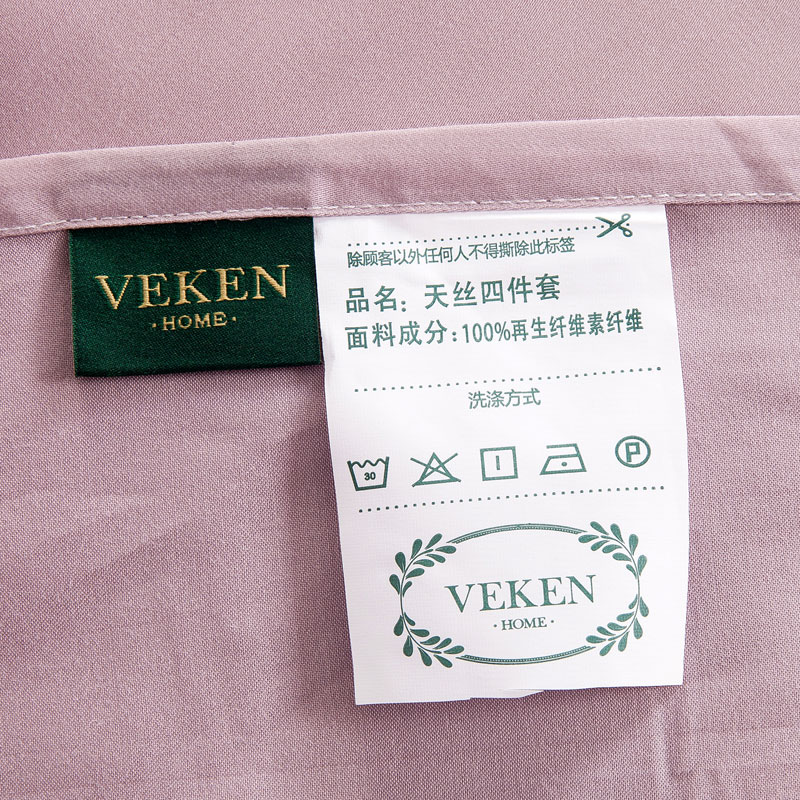 VEKEN
·HOME·
除顾客以外任何人不得撕除此标签
品名：天丝四件套
面料成分：100%再生纤维素纤维
洗涤方式
30
P
VEKEN
·HOME·